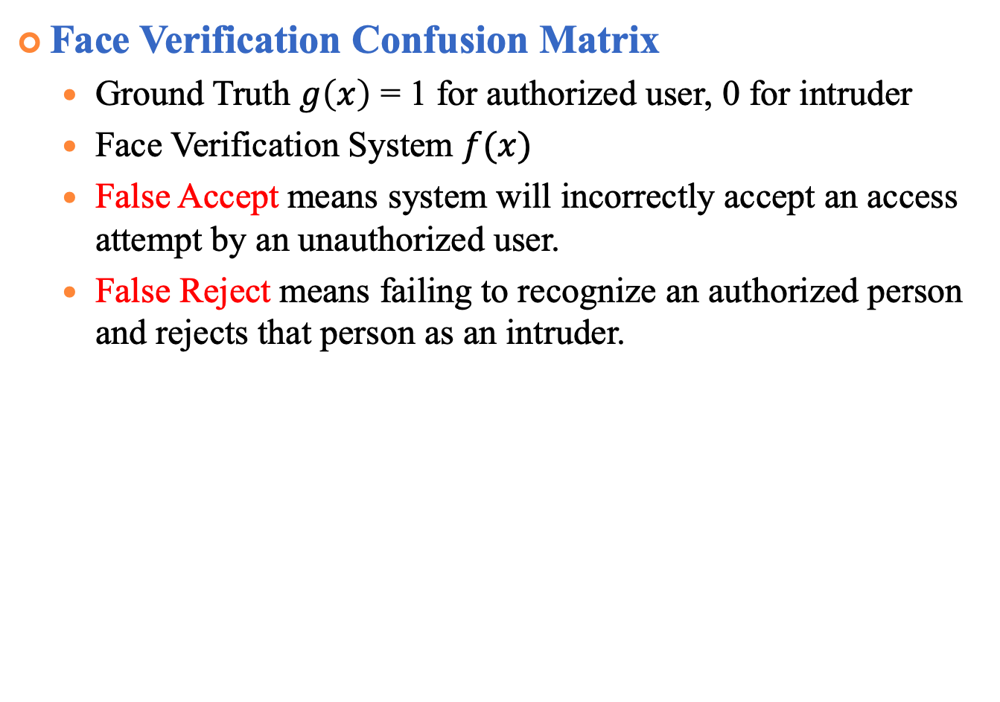 Face Verification Confusion Matrix
• Ground Truth g(x) = 1 for authorized user, 0 for intruder
• Face Verification System f(x)
• False Accept means system will incorrectly accept an access
attempt by an unauthorized user.
• False Reject means failing to recognize an authorized person
and rejects that person as an intruder.